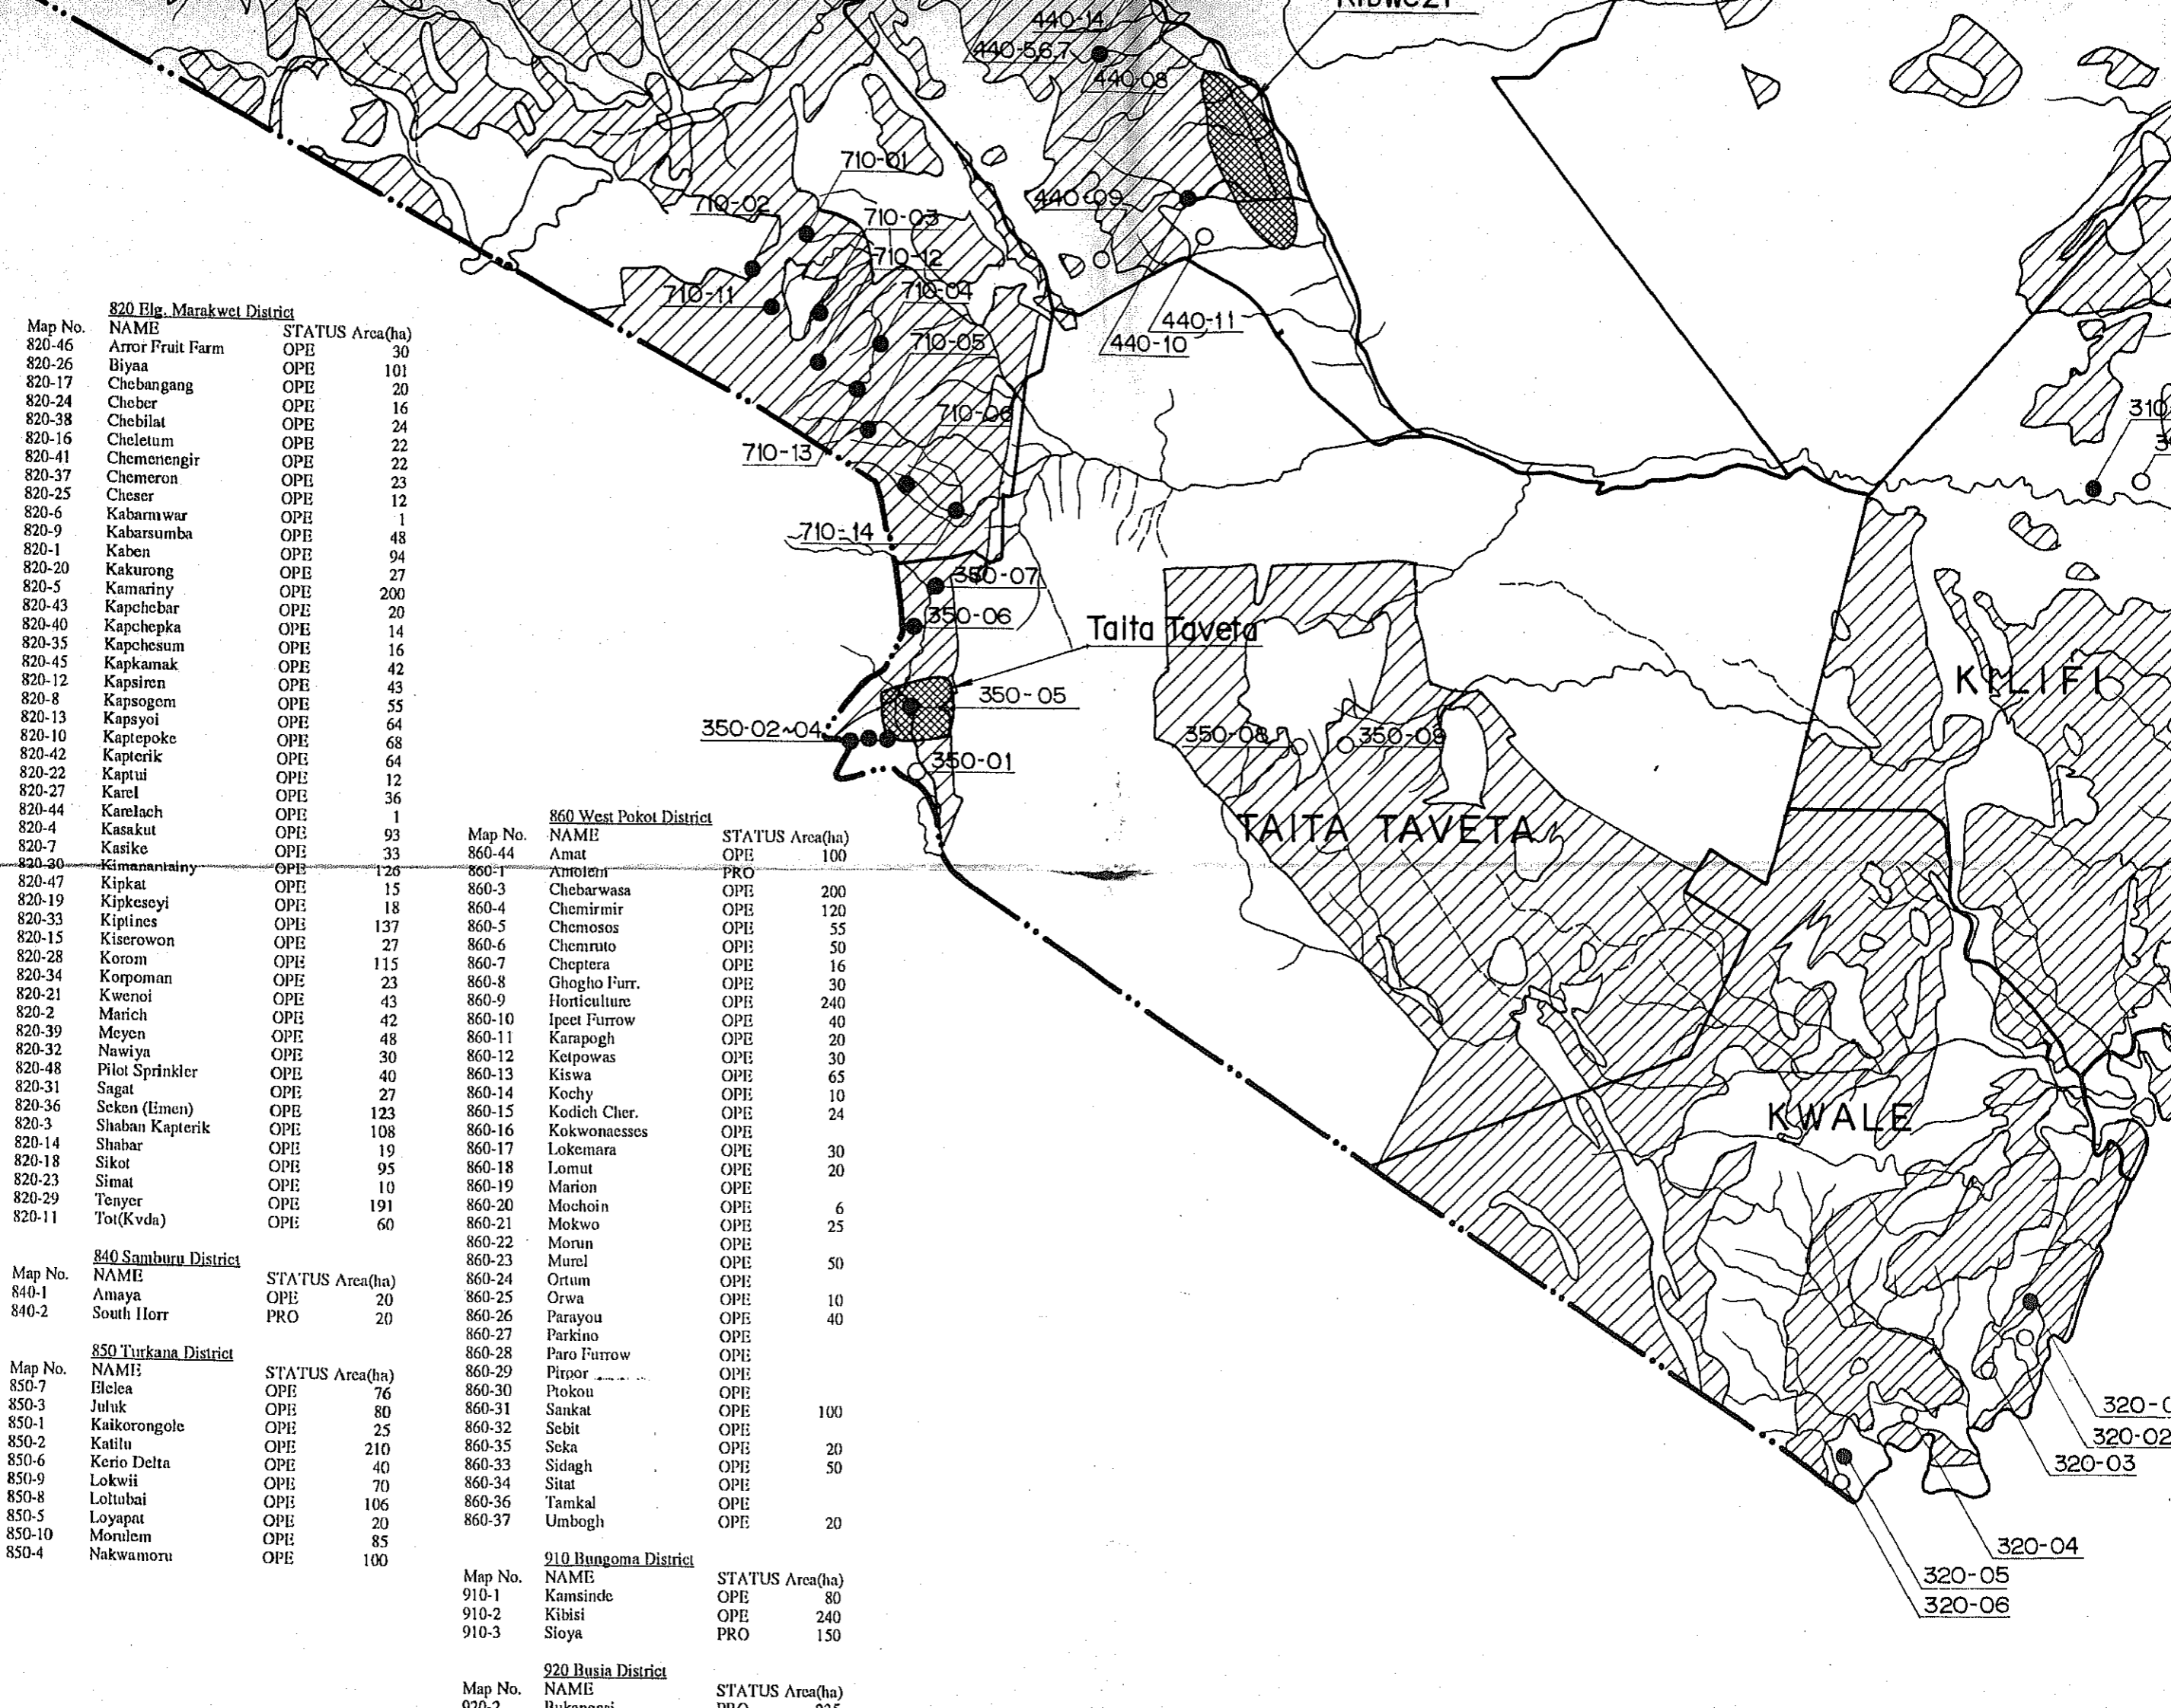 440-14
440-5,6,7
440-08
710-01
710-02
710-03
440-09
710-12
710-11
710-04
440-11
710-05
440-10
310
710-06
710-13
710-14
350-07
350-06
Taita Taveta
KILIFI
350-05
350-02~04
350-08
350-09
350-01
TAITA TAVETA
KWALE
320-02
320-03
320-04
320-05
320-06
820 Elg. Marakwet District
Map No. NAME STATUS Area(ha)
820-46 Arror Fruit Farm OPE 30
820-26 Biyaa OPE 101
820-17 Chebangang OPE 20
820-24 Cheber OPE 16
820-38 Chebilat OPE 24
820-16 Cheletum OPE 22
820-41 Chemenengir OPE 22
820-37 Chemeron OPE 23
820-25 Cheser OPE 12
820-6 Kabarmwar OPE 1
820-9 Kabarsumba OPE 48
820-1 Kaben OPE 94
820-20 Kakurong OPE 27
820-5 Kamariny OPE 200
820-43 Kapchebar OPE 20
820-40 Kapchepka OPE 14
820-35 Kapchesum OPE 16
820-45 Kapkamak OPE 42
820-12 Kapsiren OPE 43
820-8 Kapsogom OPE 55
820-13 Kapsyoi OPE 64
820-10 Kaptepoke OPE 68
820-42 Kapterik OPE 64
820-22 Kaptui OPE 12
820-27 Karel OPE 36
820-44 Karelach OPE 1
820-4 Kasakut OPE 93
820-7 Kasike OPE 33
820-30 Kimanantainy OPE 126
820-47 Kipkat OPE 15
820-19 Kipkeseyi OPE 18
820-33 Kiptines OPE 137
820-15 Kiserowon OPE 27
820-28 Korom OPE 115
820-34 Korpoman OPE 23
820-21 Kwenoi OPE 43
820-2 Marich OPE 42
820-39 Meyen OPE 48
820-32 Nawiya OPE 30
820-48 Pilot Sprinkler OPE 40
820-31 Sagat OPE 27
820-36 Seken (Emen) OPE 123
820-3 Shaban Kapterik OPE 108
820-14 Shabar OPE 19
820-18 Sikot OPE 95
820-23 Simat OPE 10
820-29 Tenyer OPE 191
820-11 Tot(Kvda) OPE 60
840 Samburu District
Map No. NAME STATUS Area(ha)
840-1 Amaya OPE 20
840-2 South Horr PRO 20
850 Turkana District
Map No. NAME STATUS Area(ha)
850-7 Elelea OPE 76
850-3 Juluk OPE 80
850-1 Kaikorongole OPE 25
850-2 Katilu OPE 210
850-6 Kerio Delta OPE 40
850-9 Lokwii OPE 70
850-8 Lottubai OPE 106
850-5 Loyapat OPE 20
850-10 Morulem OPE 85
850-4 Nakwamoru OPE 100
860 West Pokot District
Map No. NAME STATUS Area(ha)
860-44 Amat OPE 100
860-1 Amolem PRO
860-3 Chebarwasa OPE 200
860-4 Chemirmir OPE 120
860-5 Chemosos OPE 55
860-6 Chemruto OPE 50
860-7 Cheptera OPE 16
860-8 Ghogho Furr. OPE 30
860-9 Horticulture OPE 240
860-10 Ipeet Furrow OPE 40
860-11 Karapogh OPE 20
860-12 Ketpowas OPE 30
860-13 Kiswa OPE 65
860-14 Kochy OPE 10
860-15 Kodich Cher. OPE 24
860-16 Kokwonaesses OPE
860-17 Lokemara OPE 30
860-18 Lomut OPE 20
860-19 Marion OPE
860-20 Mochoin OPE 6
860-21 Mokwo OPE 25
860-22 Morun OPE
860-23 Murel OPE 50
860-24 Ortum OPE
860-25 Orwa OPE 10
860-26 Parayou OPE 40
860-27 Parkino OPE
860-28 Paro Furrow OPE
860-29 Piroor OPE
860-30 Ptokou OPE
860-31 Sankat OPE 100
860-32 Sebit OPE
860-35 Seka OPE 20
860-33 Sidagh OPE 50
860-34 Sitat OPE
860-36 Tamkal OPE
860-37 Umbogh OPE 20
910 Bungoma District
Map No. NAME STATUS Area(ha)
910-1 Kamsinde OPE 80
910-2 Kibisi OPE 240
910-3 Sioya PRO 150
920 Busia District
Map No. NAME STATUS Area(ha)